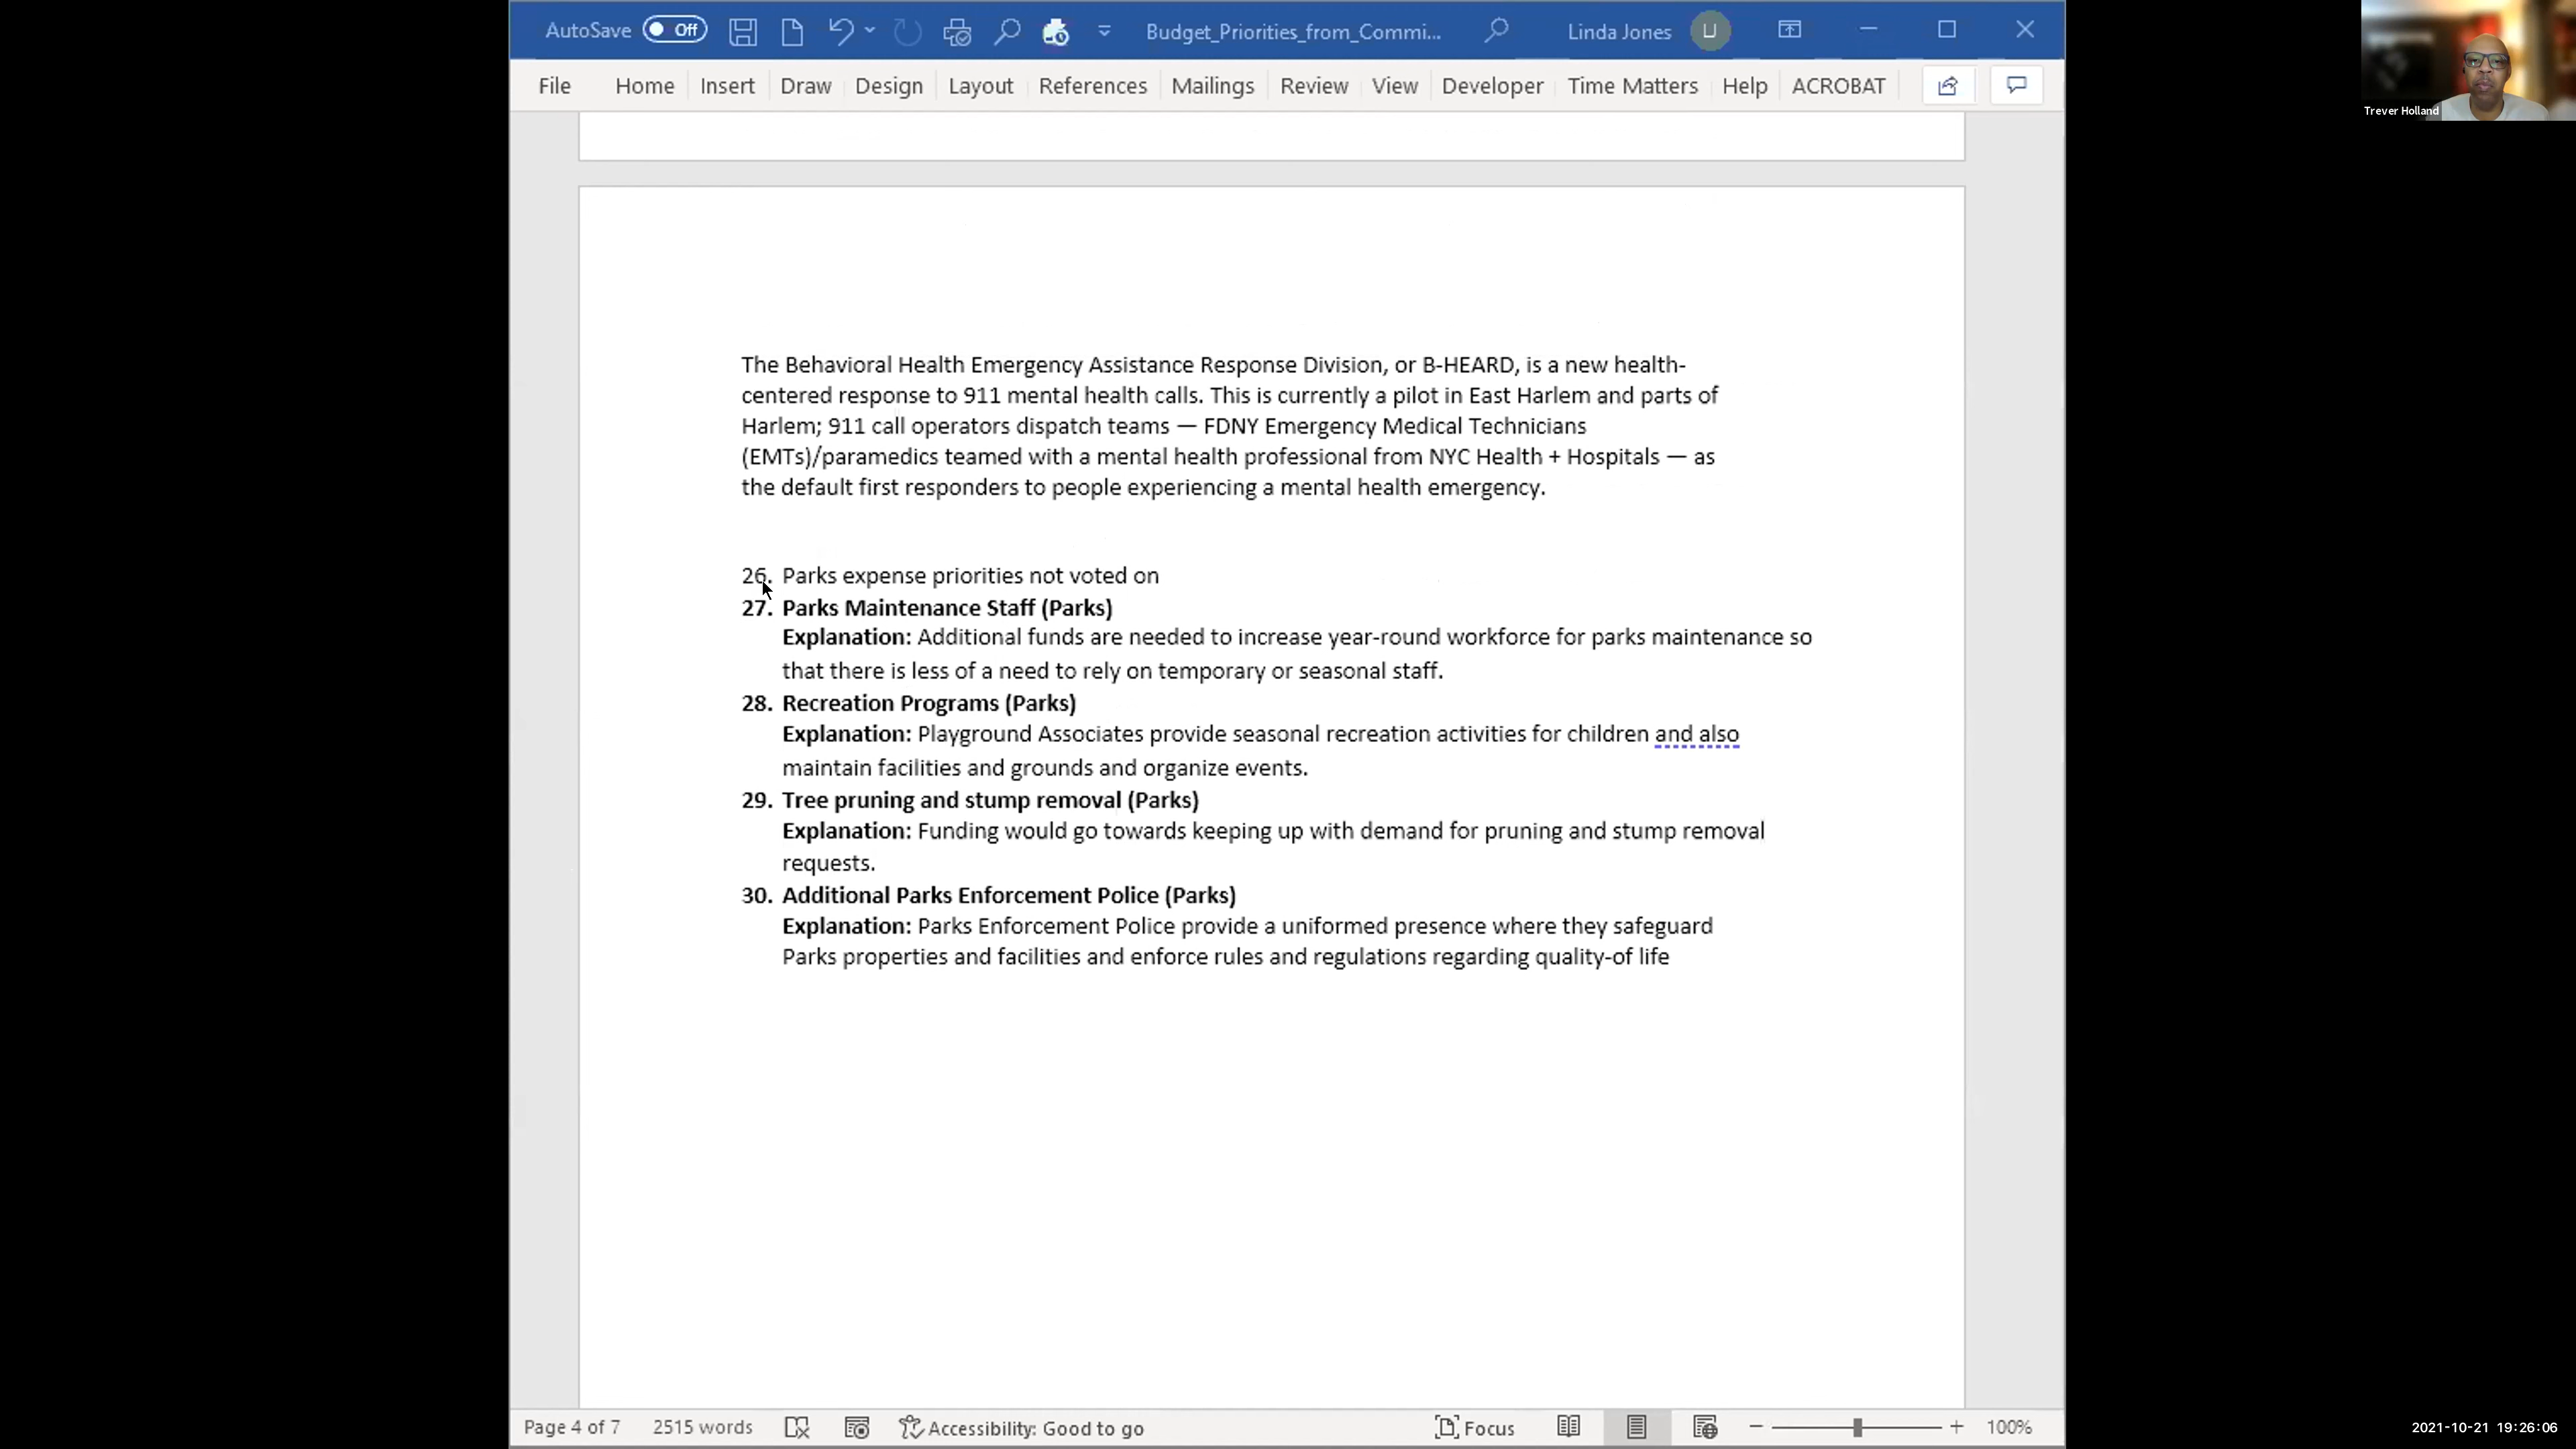 AutoSave Off Budget_Priorities_from_Commi... Linda Jones LJ
File Home Insert Draw Design Layout References Mailings Review View Developer Time Matters Help ACROBAT
Trever Holland
The Behavioral Health Emergency Assistance Response Division, or B-HEARD, is a new health-
centered response to 911 mental health calls. This is currently a pilot in East Harlem and parts of
Harlem; 911 call operators dispatch teams — FDNY Emergency Medical Technicians
(EMTs)/paramedics teamed with a mental health professional from NYC Health + Hospitals — as
the default first responders to people experiencing a mental health emergency.
26. Parks expense priorities not voted on
27. Parks Maintenance Staff (Parks)
Explanation: Additional funds are needed to increase year-round workforce for parks maintenance so
that there is less of a need to rely on temporary or seasonal staff.
28. Recreation Programs (Parks)
Explanation: Playground Associates provide seasonal recreation activities for children and also
maintain facilities and grounds and organize events.
29. Tree pruning and stump removal (Parks)
Explanation: Funding would go towards keeping up with demand for pruning and stump removal
requests.
30. Additional Parks Enforcement Police (Parks)
Explanation: Parks Enforcement Police provide a uniformed presence where they safeguard
Parks properties and facilities and enforce rules and regulations regarding quality-of life
Page 4 of 7 2515 words Accessibility: Good to go Focus 100%
2021-10-21 19:26:06